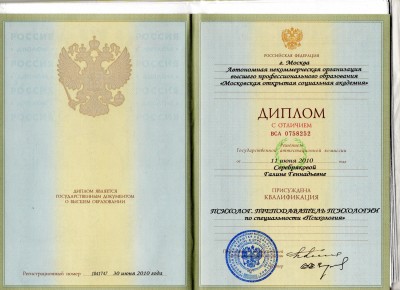 ДИПЛОМ ЯВЛЯЕТСЯ
ГОСУДАРСТВЕННЫМ ДОКУМЕНТОМ
О ВЫСШЕМ ОБРАЗОВАНИИ
Регистрационный номер 30 июня 2010 года.
РОССИЙСКАЯ ФЕДЕРАЦИЯ
г. Москва
Автономная некоммерческая организация
высшего профессионального образования
«Московская открытая социальная академия»
ДИПЛОМ
С ОТЛИЧИЕМ
ВСА 0758252
Решением
Государственной аттестационной комиссии
от 11 июня 2010 года
Серебряковой
Галине Геннадьевне
ПРИСУЖДЕНА
КВАЛИФИКАЦИЯ
ПСИХОЛОГ. ПРЕПОДАВАТЕЛЬ ПСИХОЛОГИИ
по специальности «Психология»